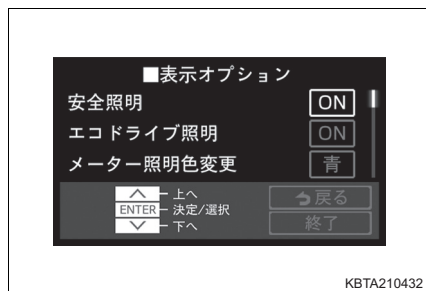 ■表示オプション
安全照明 ON
エコドライブ照明 ON
メーター照明色変更 青
上へ
ENTER 決定/選択
下へ
戻る
終了
KBTA210432